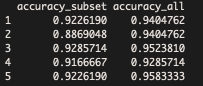 accuracy_subset accuracy_all
1 0.9226190 0.9404762
2 0.8869048 0.9404762
3 0.9285714 0.9523810
4 0.9166667 0.9285714
5 0.9226190 0.9583333